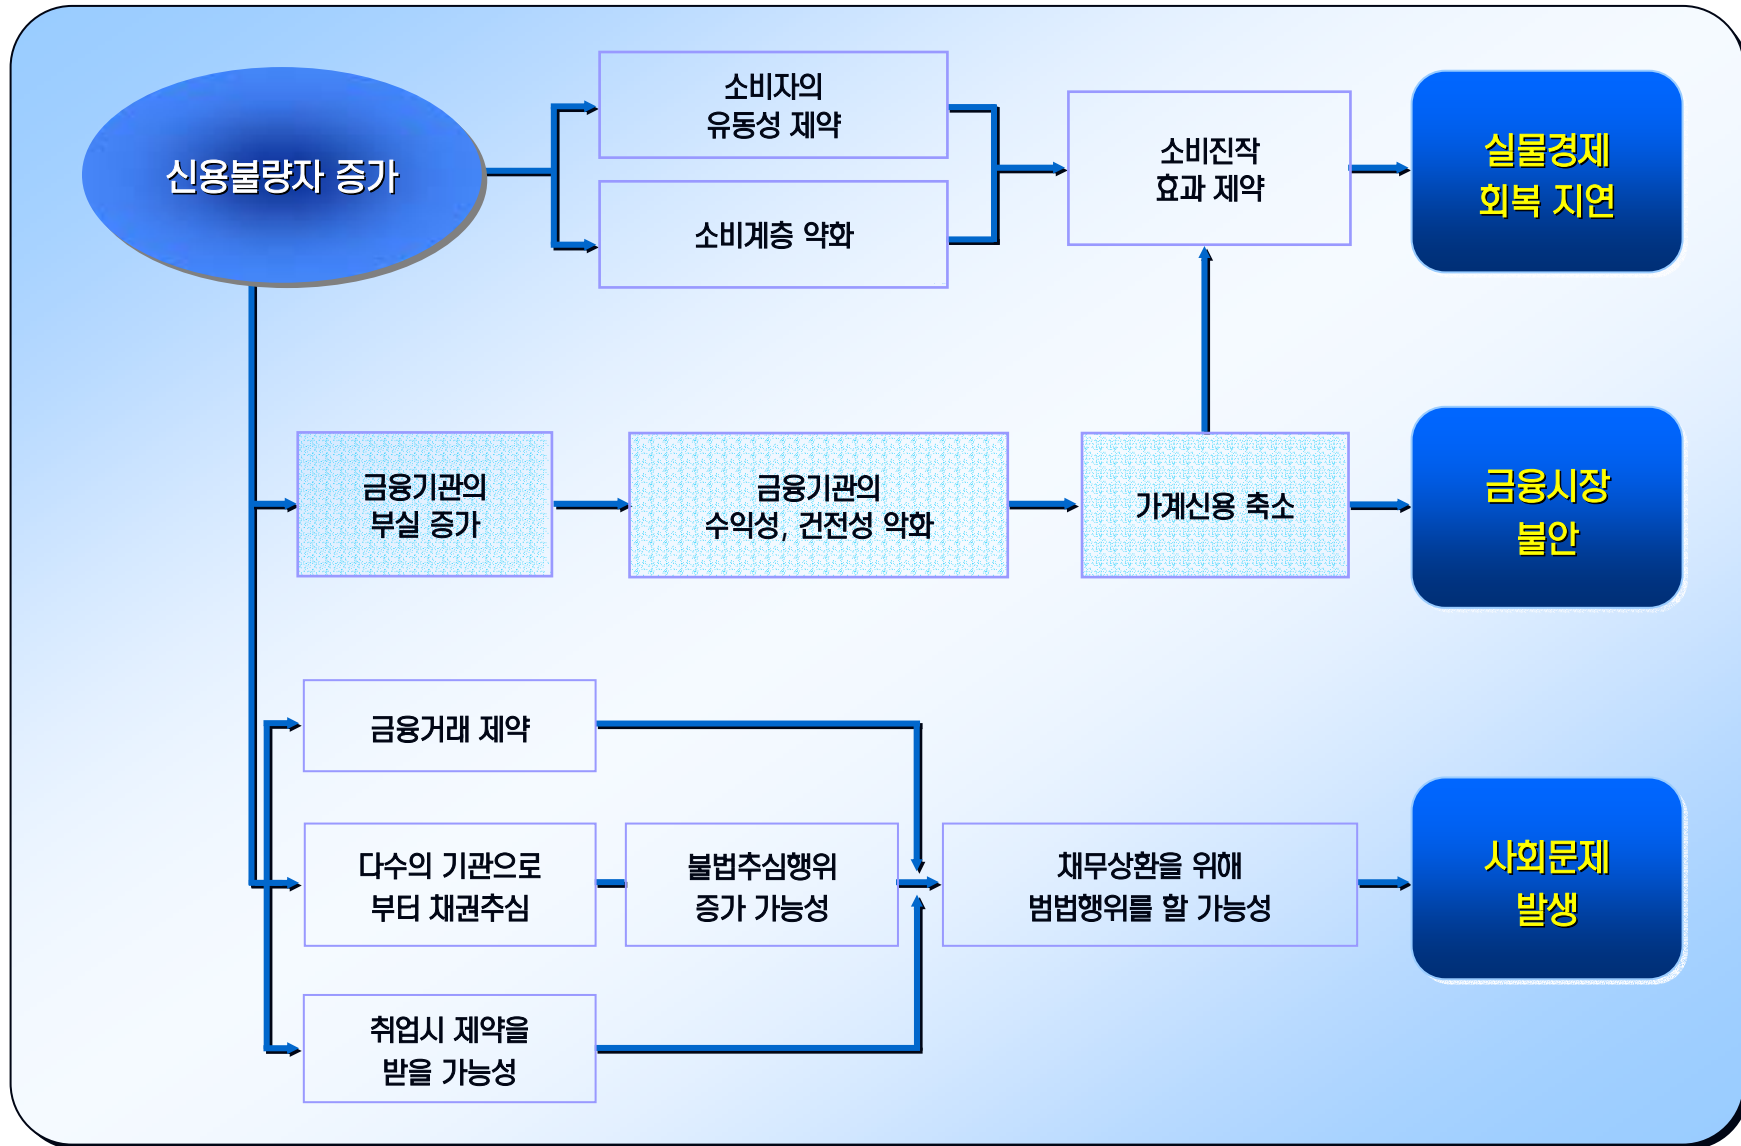 신용불량자 증가
소비자의
유동성 제약
소비계층 약화
소비진작
효과 제약
실물경제
회복 지연
금융기관의
부실 증가
금융기관의
수익성, 건전성 악화
가계신용 축소
금융시장
불안
금융거래 제약
다수의 기관으로
부터 채권추심
불법추심행위
증가 가능성
채무상환을 위해
범법행위를 할 가능성
사회문제
발생
취업시 제약을
받을 가능성